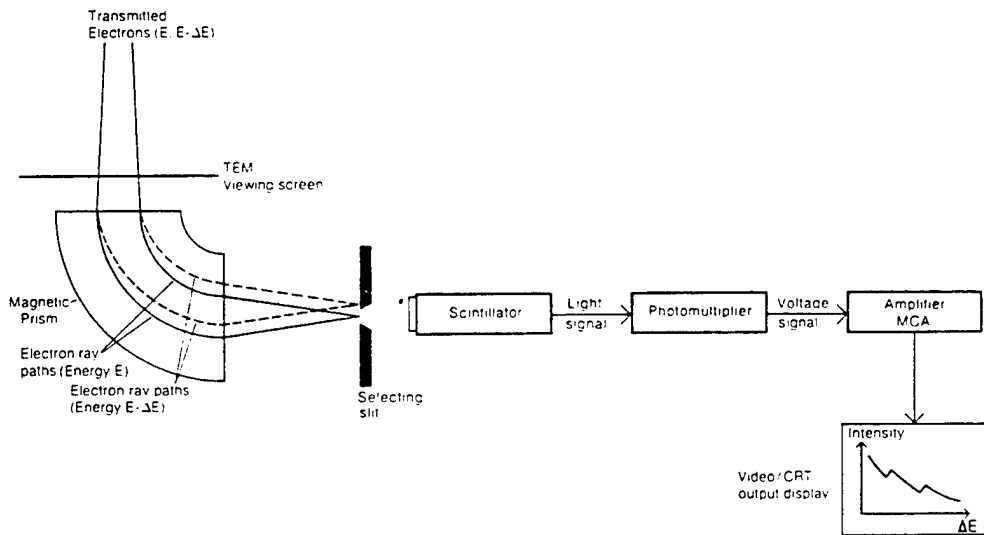 Transmitted
Electrons (E, E-ΔE)
TEM
Viewing screen
Magnetic
Prism
Electron ray
paths (Energy E)
Electron ray paths
(Energy E-ΔE)
Selecting
slit
Scintillator
Light
signal
Photomultiplier
Voltage
signal
Amplifier
MCA
Video/CRT
output display
Intensity
ΔE